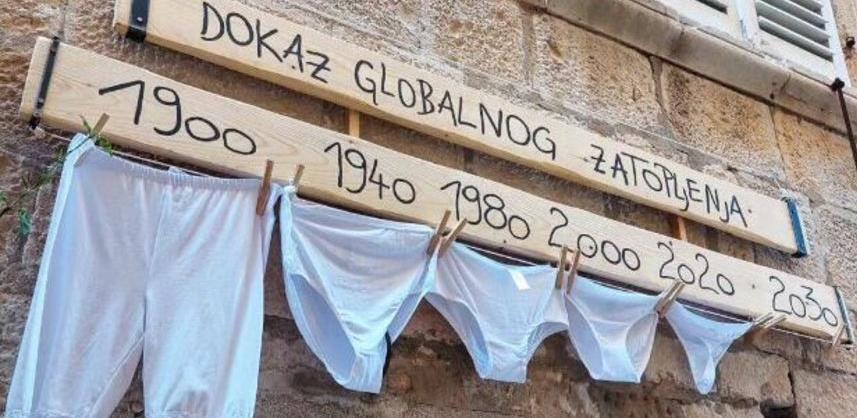 DOKAZ GLOBALNOG ZATOPLJENJA
1900 1940 1980 2000 2020 2030